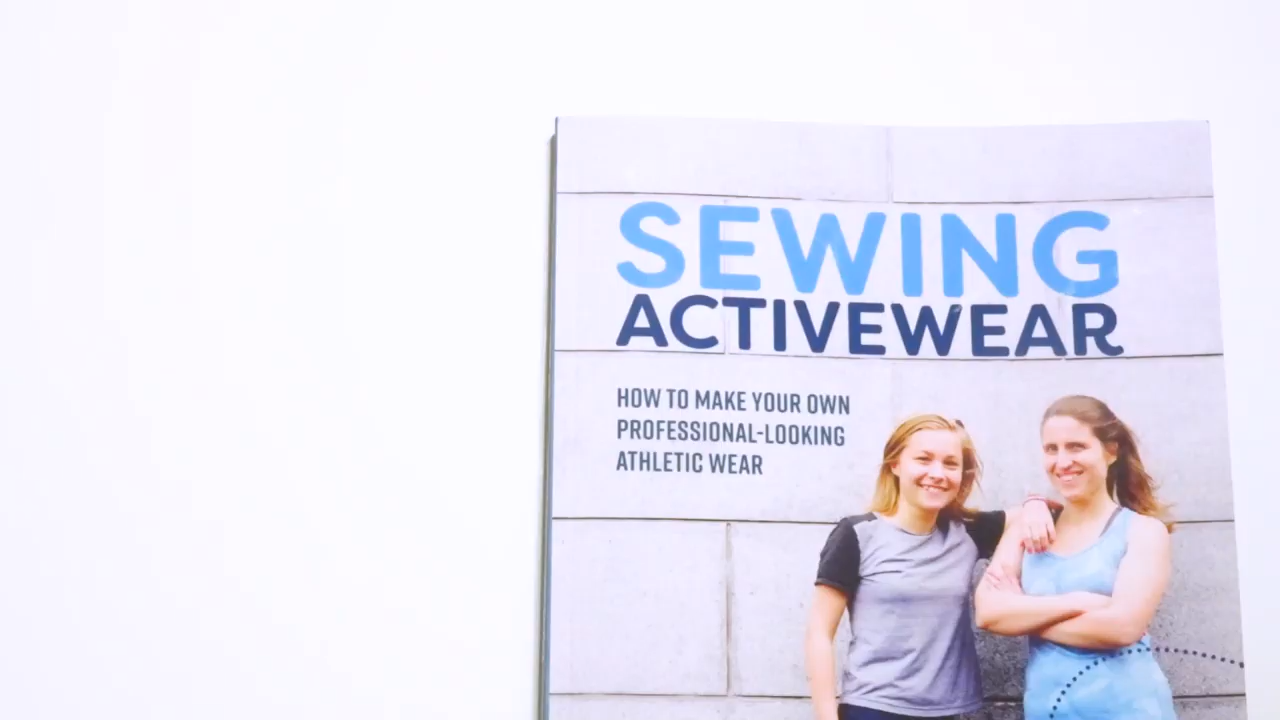 SEWING
ACTIVEWEAR
HOW TO MAKE YOUR OWN
PROFESSIONAL-LOOKING
ATHLETIC WEAR